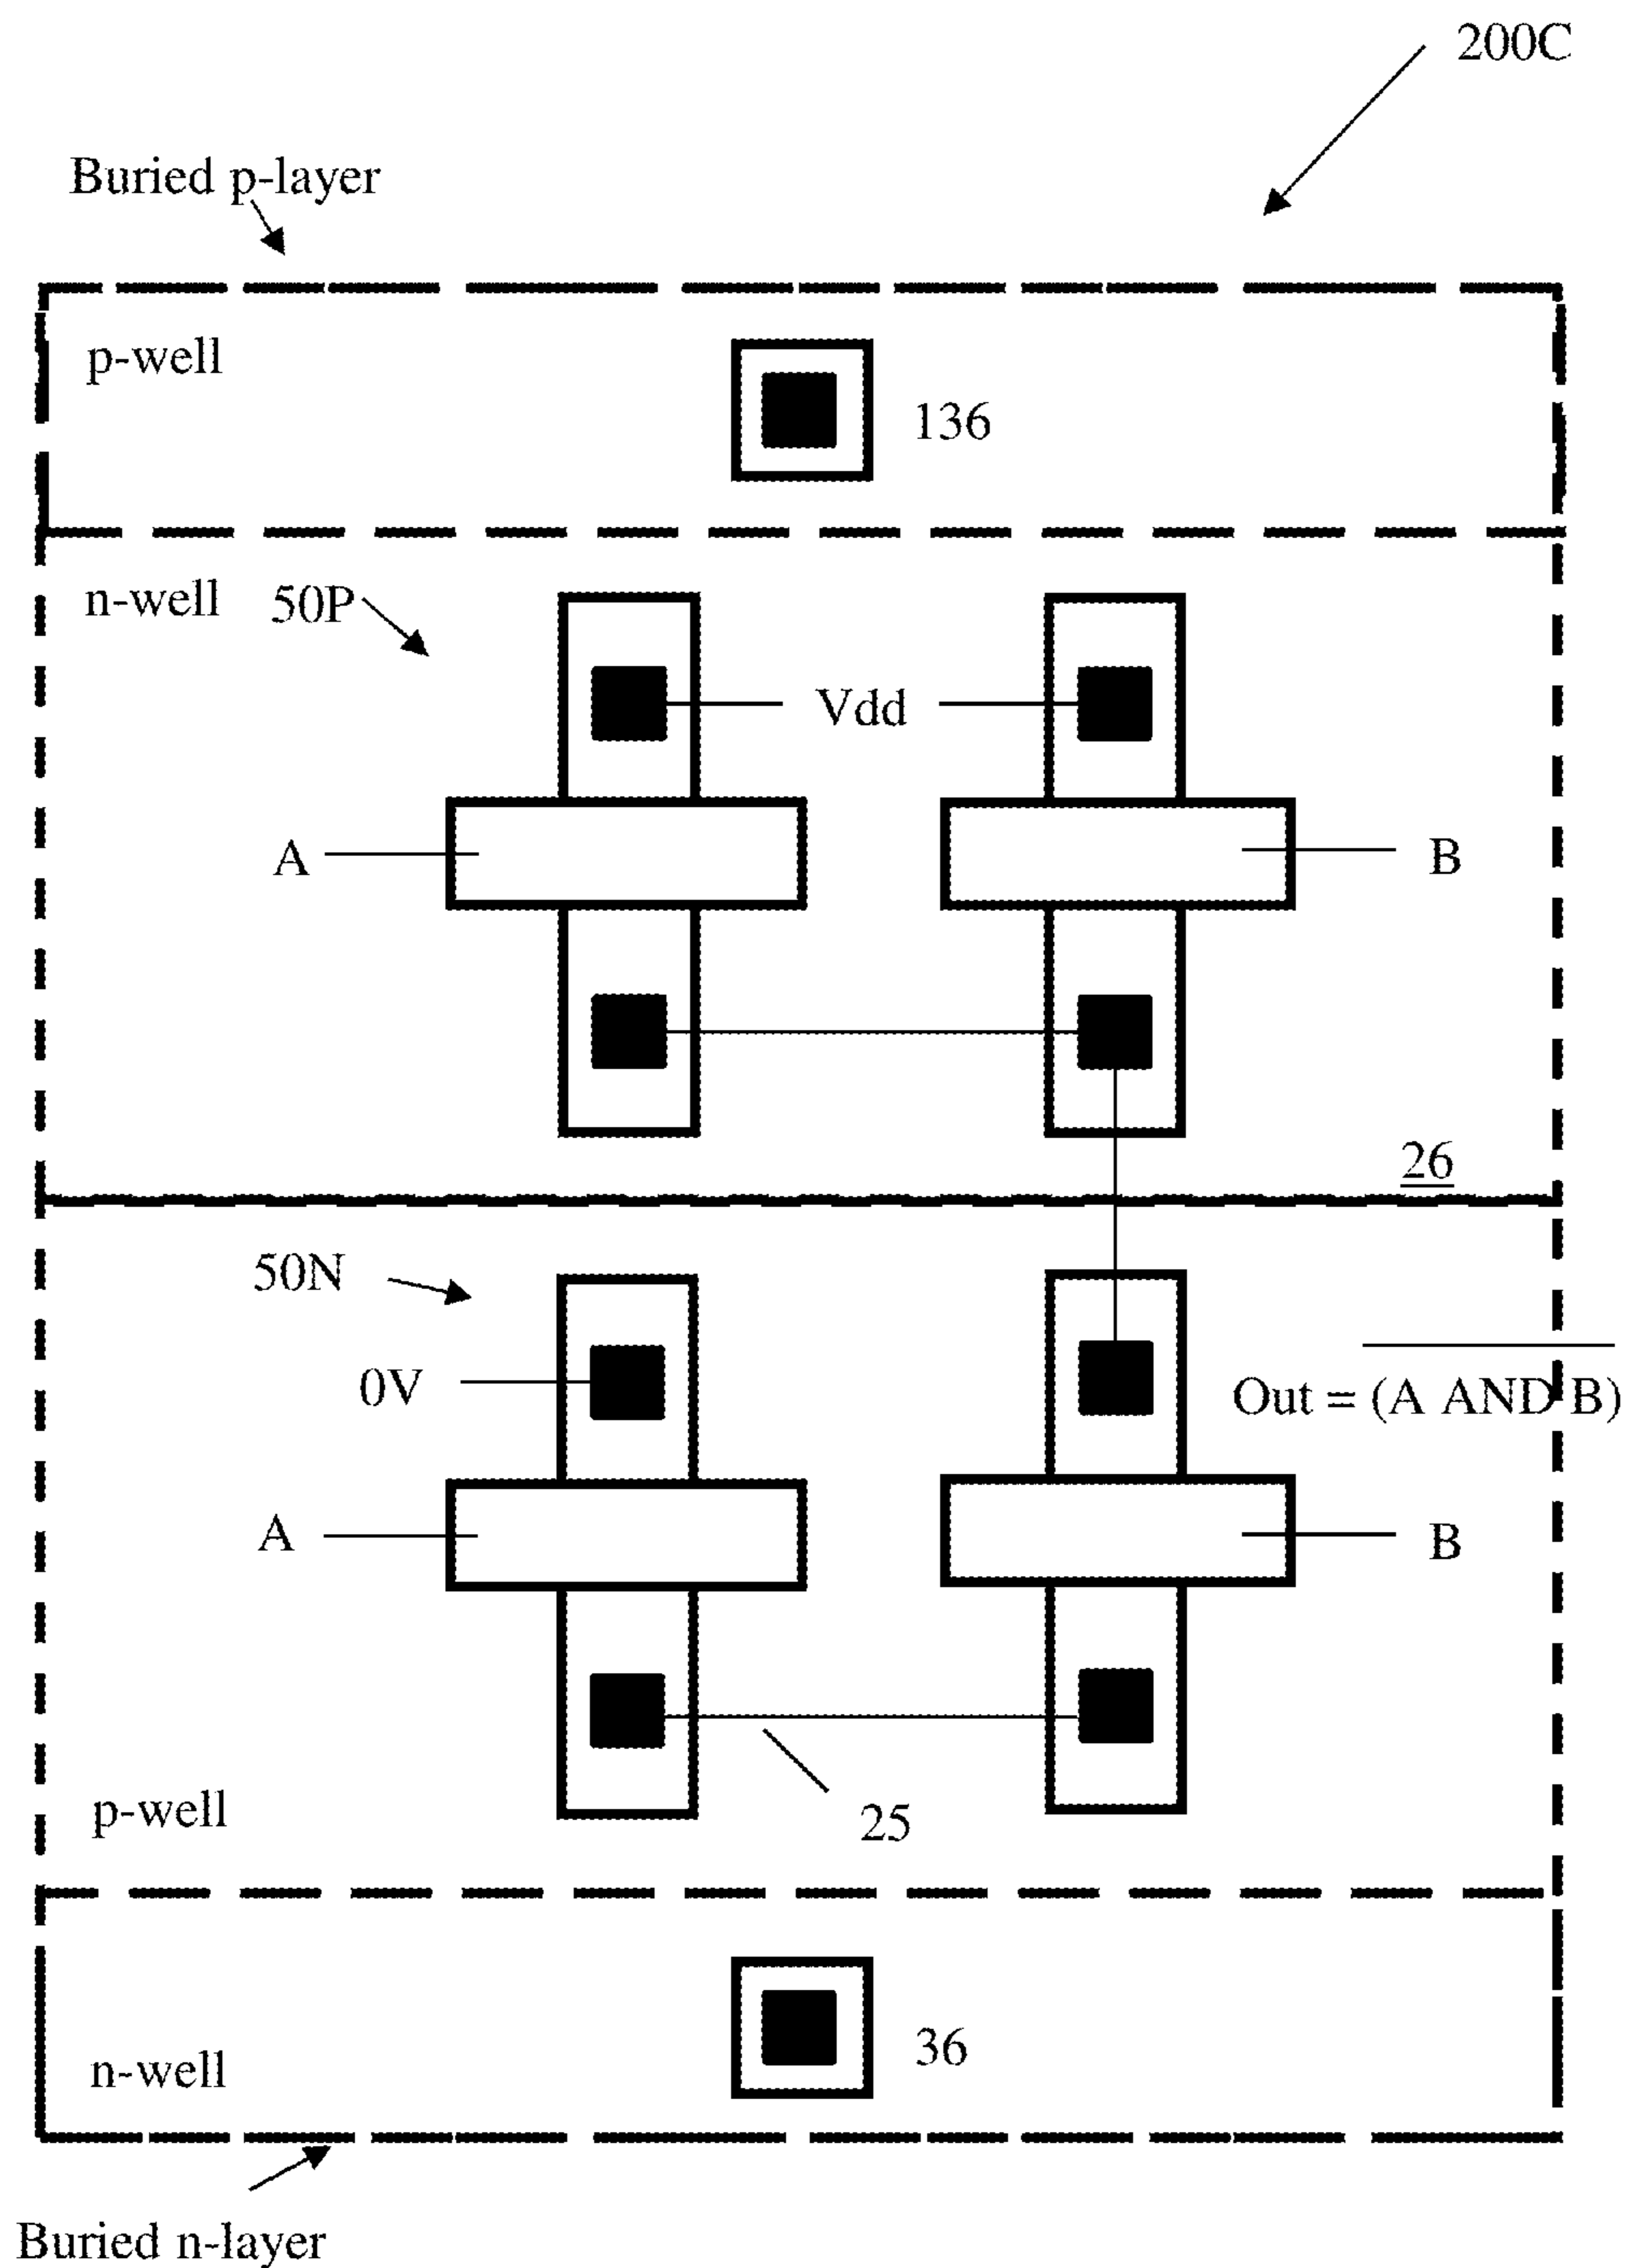 200C
Buried p-layer
p-well
136
n-well
50P
Vdd
A
B
26
50N
0V
Out = (A AND B)
A
B
25
p-well
36
n-well
Buried n-layer